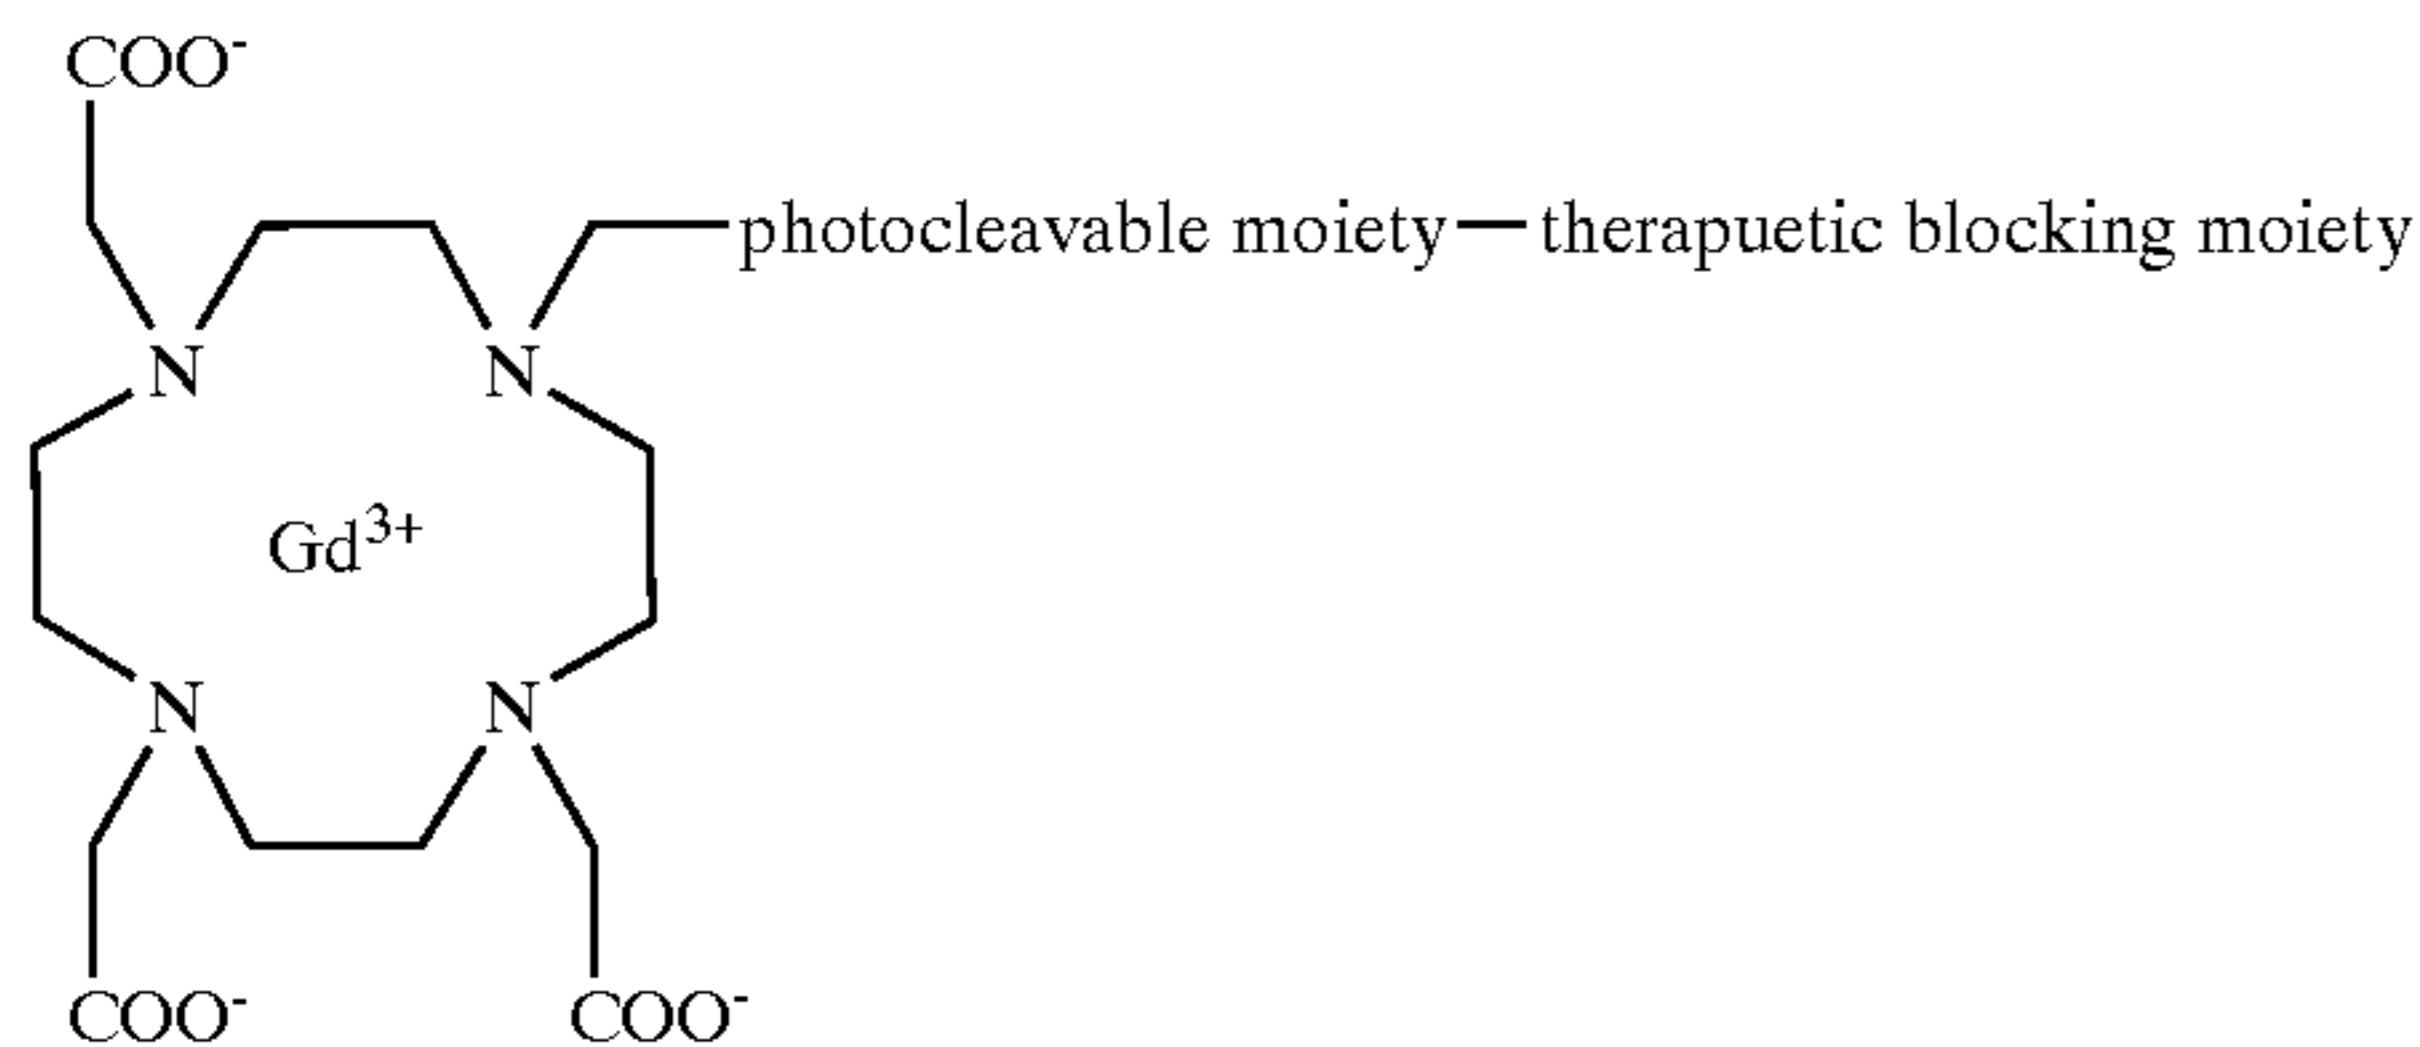 COO⁻
photocleavable moiety — therapuetic blocking moiety
N N
Gd³⁺
N N
COO⁻ COO⁻